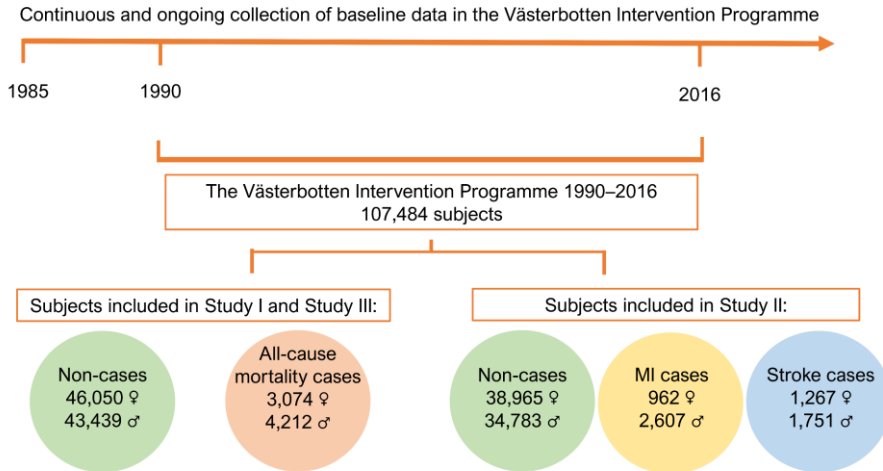 Continuous and ongoing collection of baseline data in the Västerbotten Intervention Programme
1985
1990
2016
The Västerbotten Intervention Programme 1990–2016
107,484 subjects
Subjects included in Study I and Study III:
Subjects included in Study II:
Non-cases
46,050 ♀
43,439 ♂
All-cause
mortality cases
3,074 ♀
4,212 ♂
Non-cases
38,965 ♀
34,783 ♂
MI cases
962 ♀
2,607 ♂
Stroke cases
1,267 ♀
1,751 ♂